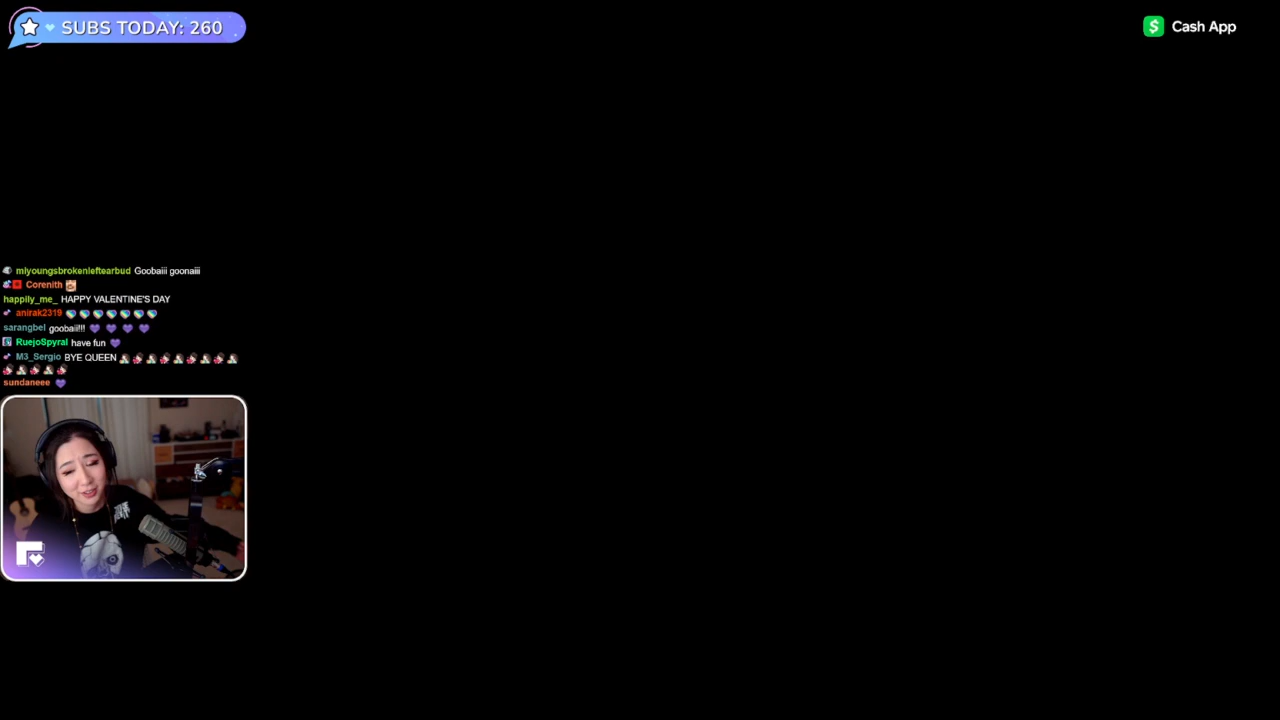 SUBS TODAY: 260
Cash App
mlyoungsbrokenleftearbud Goobaiii goonaiii
Corenith
happily_me_ HAPPY VALENTINE'S DAY
anirak2319
sarangbel goobaii!!!
RuejoSpyral have fun
M3_Sergio BYE QUEEN
sundaneee